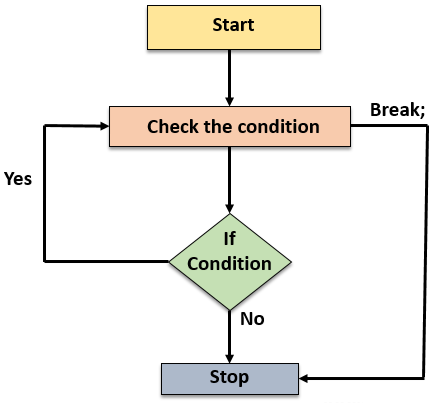 Start
Check the condition
Break;
Yes
If
Condition
No
Stop